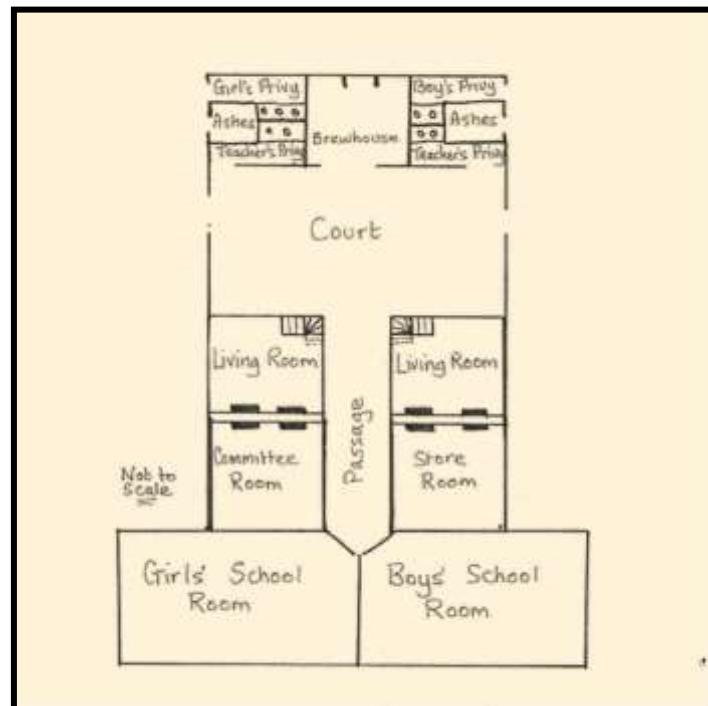 Girl's Privy
Boy's Privy
Ashes
Ashes
Brewhouse
Teacher's Privy
Teacher's Privy
Court
Living Room
Living Room
Passage
Committee
Room
Store
Room
Not to
Scale
Girls' School
Room
Boys' School
Room